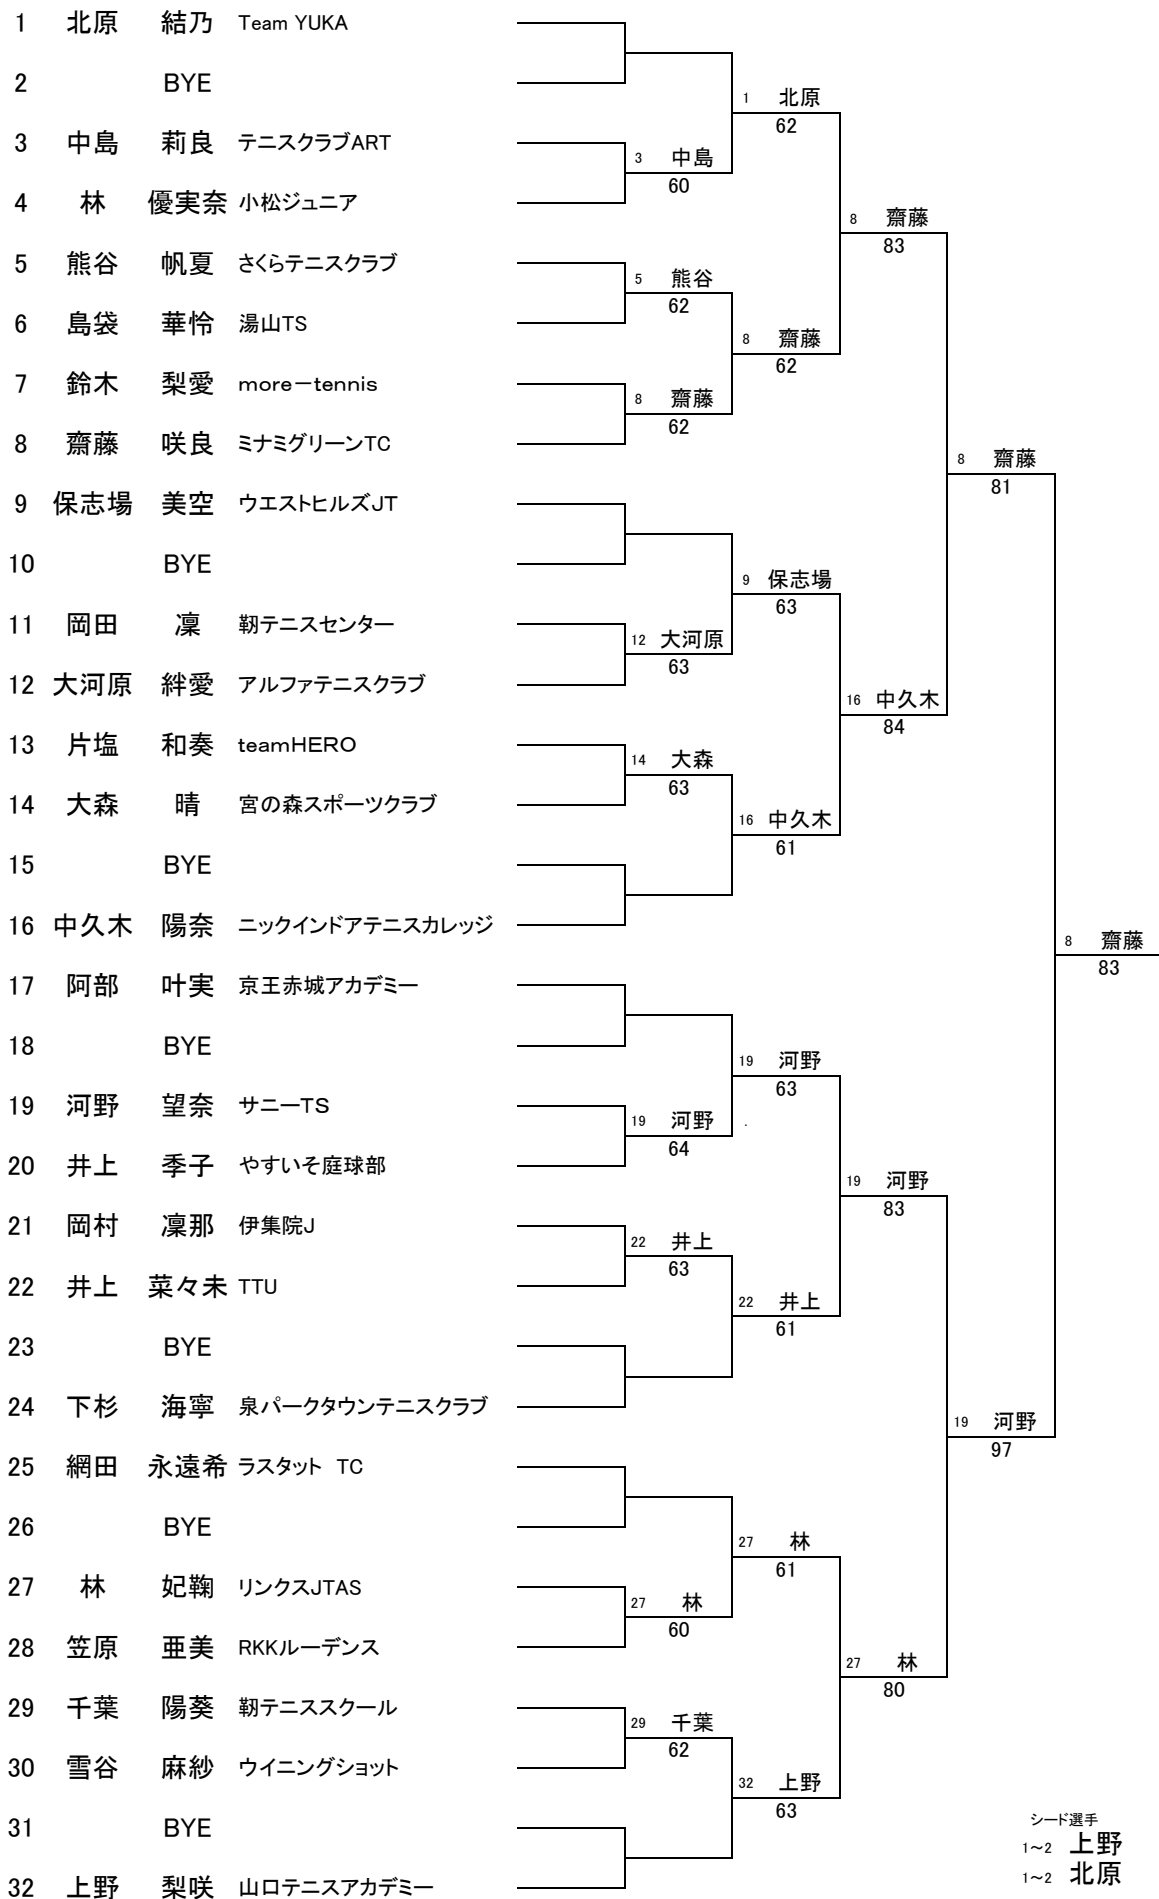 1 北原 結乃 Team YUKA
2 BYE
1 北原
62
3 中島 莉良 テニスクラブART
3 中島
60
4 林 優実奈 小松ジュニア
8 齋藤
83
5 熊谷 帆夏 さくらテニスクラブ
5 熊谷
62
6 島袋 華怜 湯山TS
8 齋藤
62
7 鈴木 梨愛 more－tennis
8 齋藤
62
8 齋藤 咲良 ミナミグリーンTC
8 齋藤
81
9 保志場 美空 ウエストヒルズJT
10 BYE
9 保志場
63
11 岡田 凜 靭テニスセンター
12 大河原
63
12 大河原 絆愛 アルファテニスクラブ
16 中久木
84
13 片塩 和奏 teamHERO
14 大森
63
14 大森 晴 宮の森スポーツクラブ
16 中久木
61
15 BYE
16 中久木 陽奈 ニックインドアテニスカレッジ
8 齋藤
83
17 阿部 叶実 京王赤城アカデミー
18 BYE
19 河野
63
19 河野 望奈 サニーTS
19 河野
64
20 井上 季子 やすいそ庭球部
19 河野
83
21 岡村 凜那 伊集院J
22 井上
63
22 井上 菜々未 TTU
22 井上
61
23 BYE
24 下杉 海寧 泉パークタウンテニスクラブ
19 河野
97
25 網田 永遠希 ラスタット TC
26 BYE
27 林
61
27 林 妃鞠 リンクスJTAS
27 林
60
28 笠原 亜美 RKKルーデンス
27 林
80
29 千葉 陽葵 靭テニススクール
29 千葉
62
30 雪谷 麻紗 ウイニングショット
32 上野
63
31 BYE
32 上野 梨咲 山口テニスアカデミー
シード選手
1～2 上野
1～2 北原